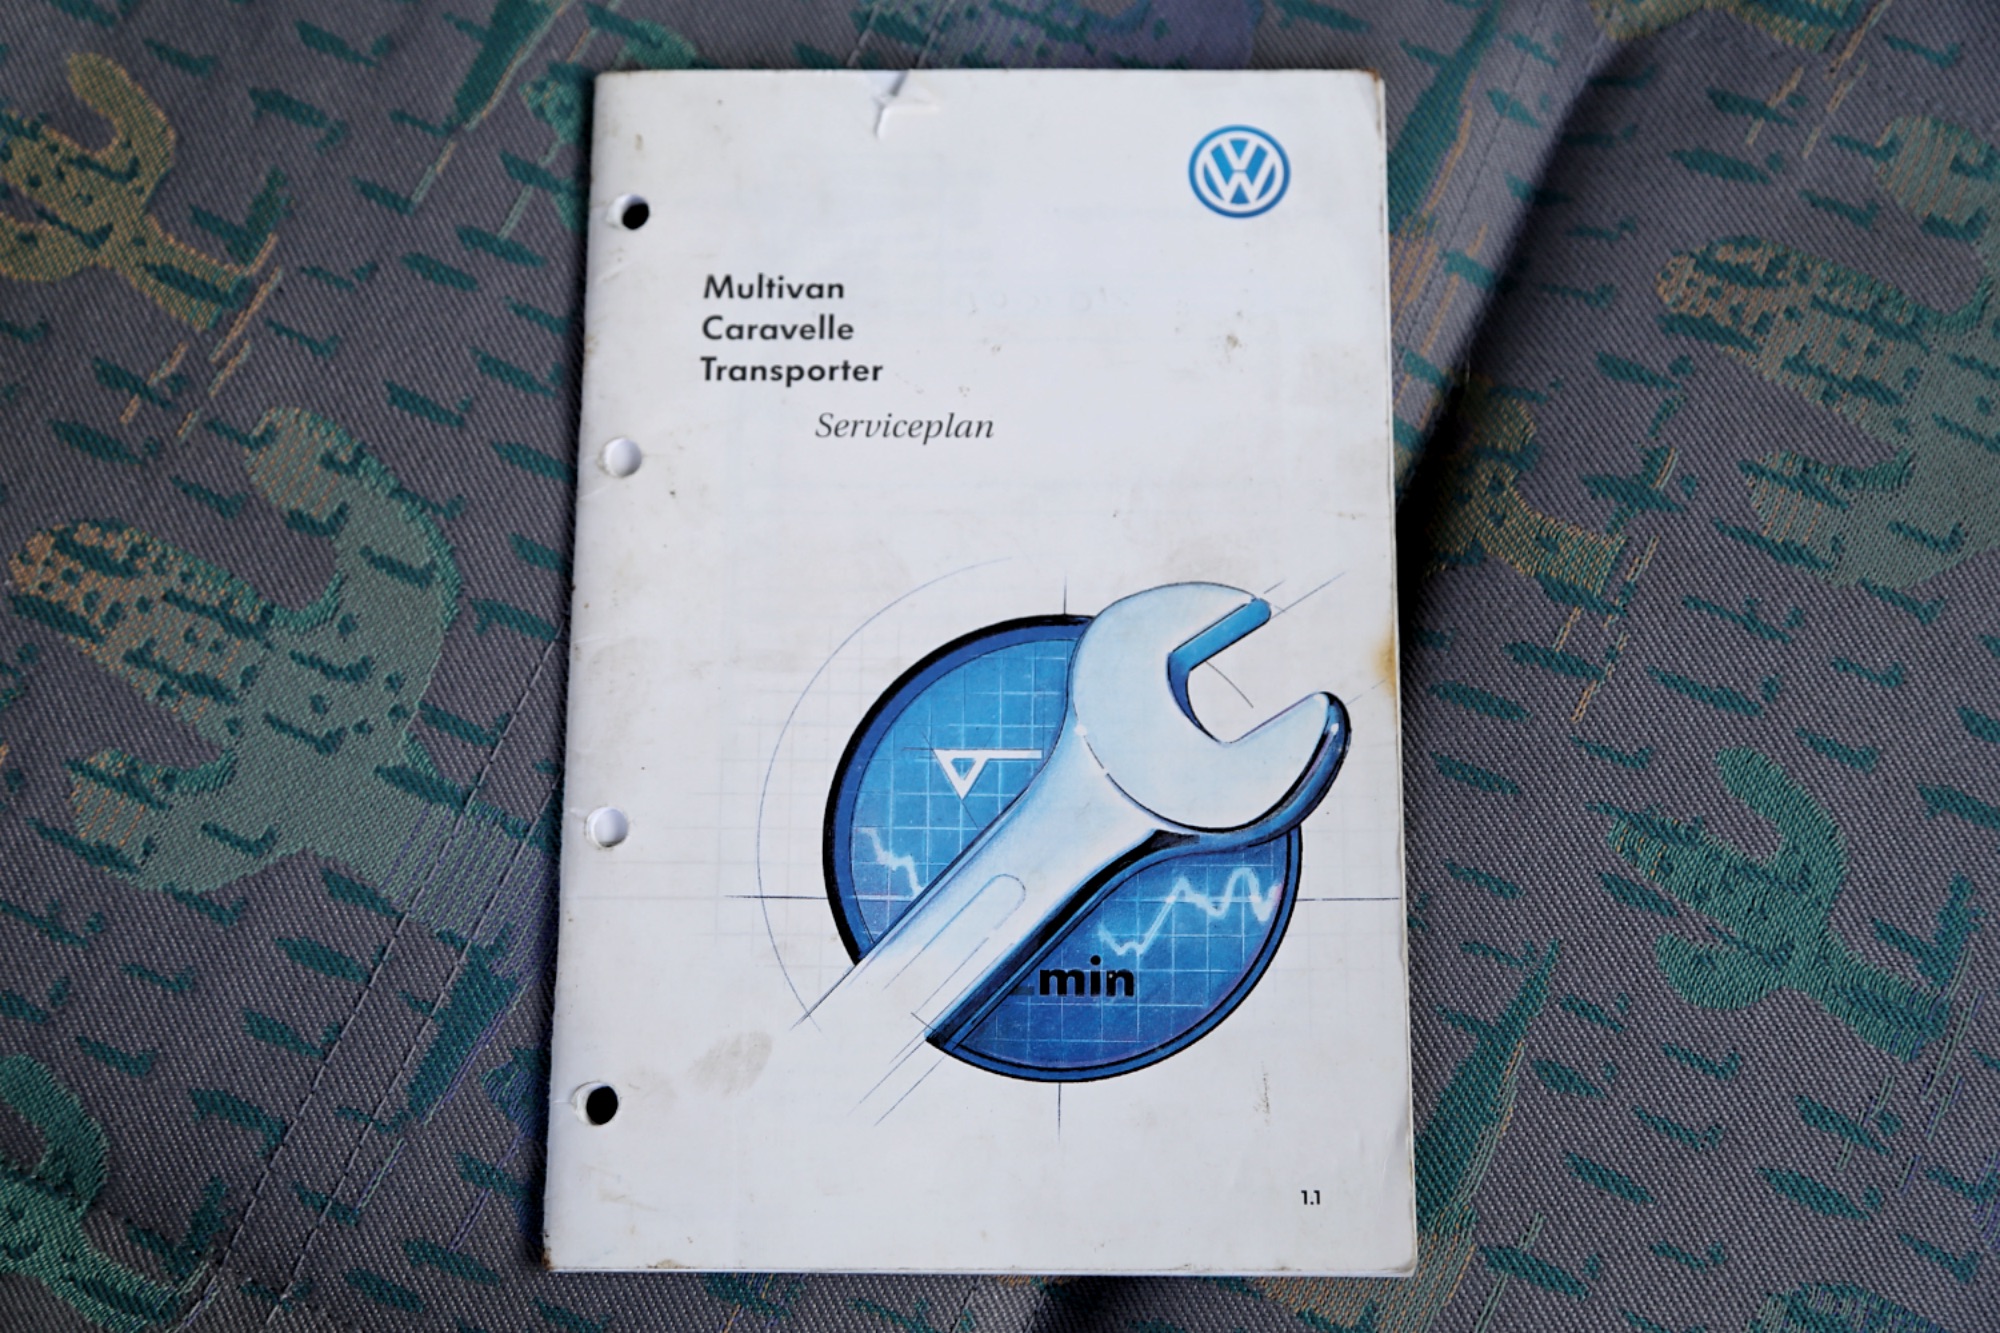 Multivan
Caravelle
Transporter
Serviceplan
min
1.1